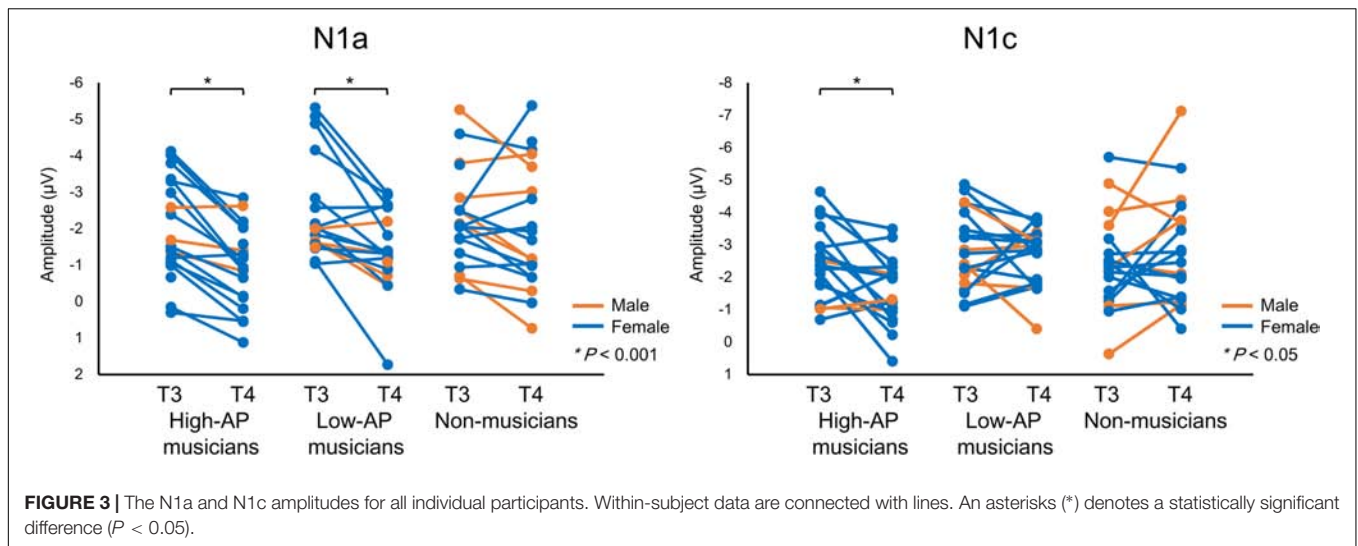 N1a
N1c
Amplitude (µV)
-6
-5
-4
-3
-2
-1
0
1
2
*
*
Male
Female
* P < 0.001
T3 T4 T3 T4 T3 T4
High-AP musicians
Low-AP musicians
Non-musicians
Amplitude (µV)
-8
-7
-6
-5
-4
-3
-2
-1
0
1
*
Male
Female
* P < 0.05
T3 T4 T3 T4 T3 T4
High-AP musicians
Low-AP musicians
Non-musicians
FIGURE 3 | The N1a and N1c amplitudes for all individual participants. Within-subject data are connected with lines. An asterisks (*) denotes a statistically significant
difference (P < 0.05).